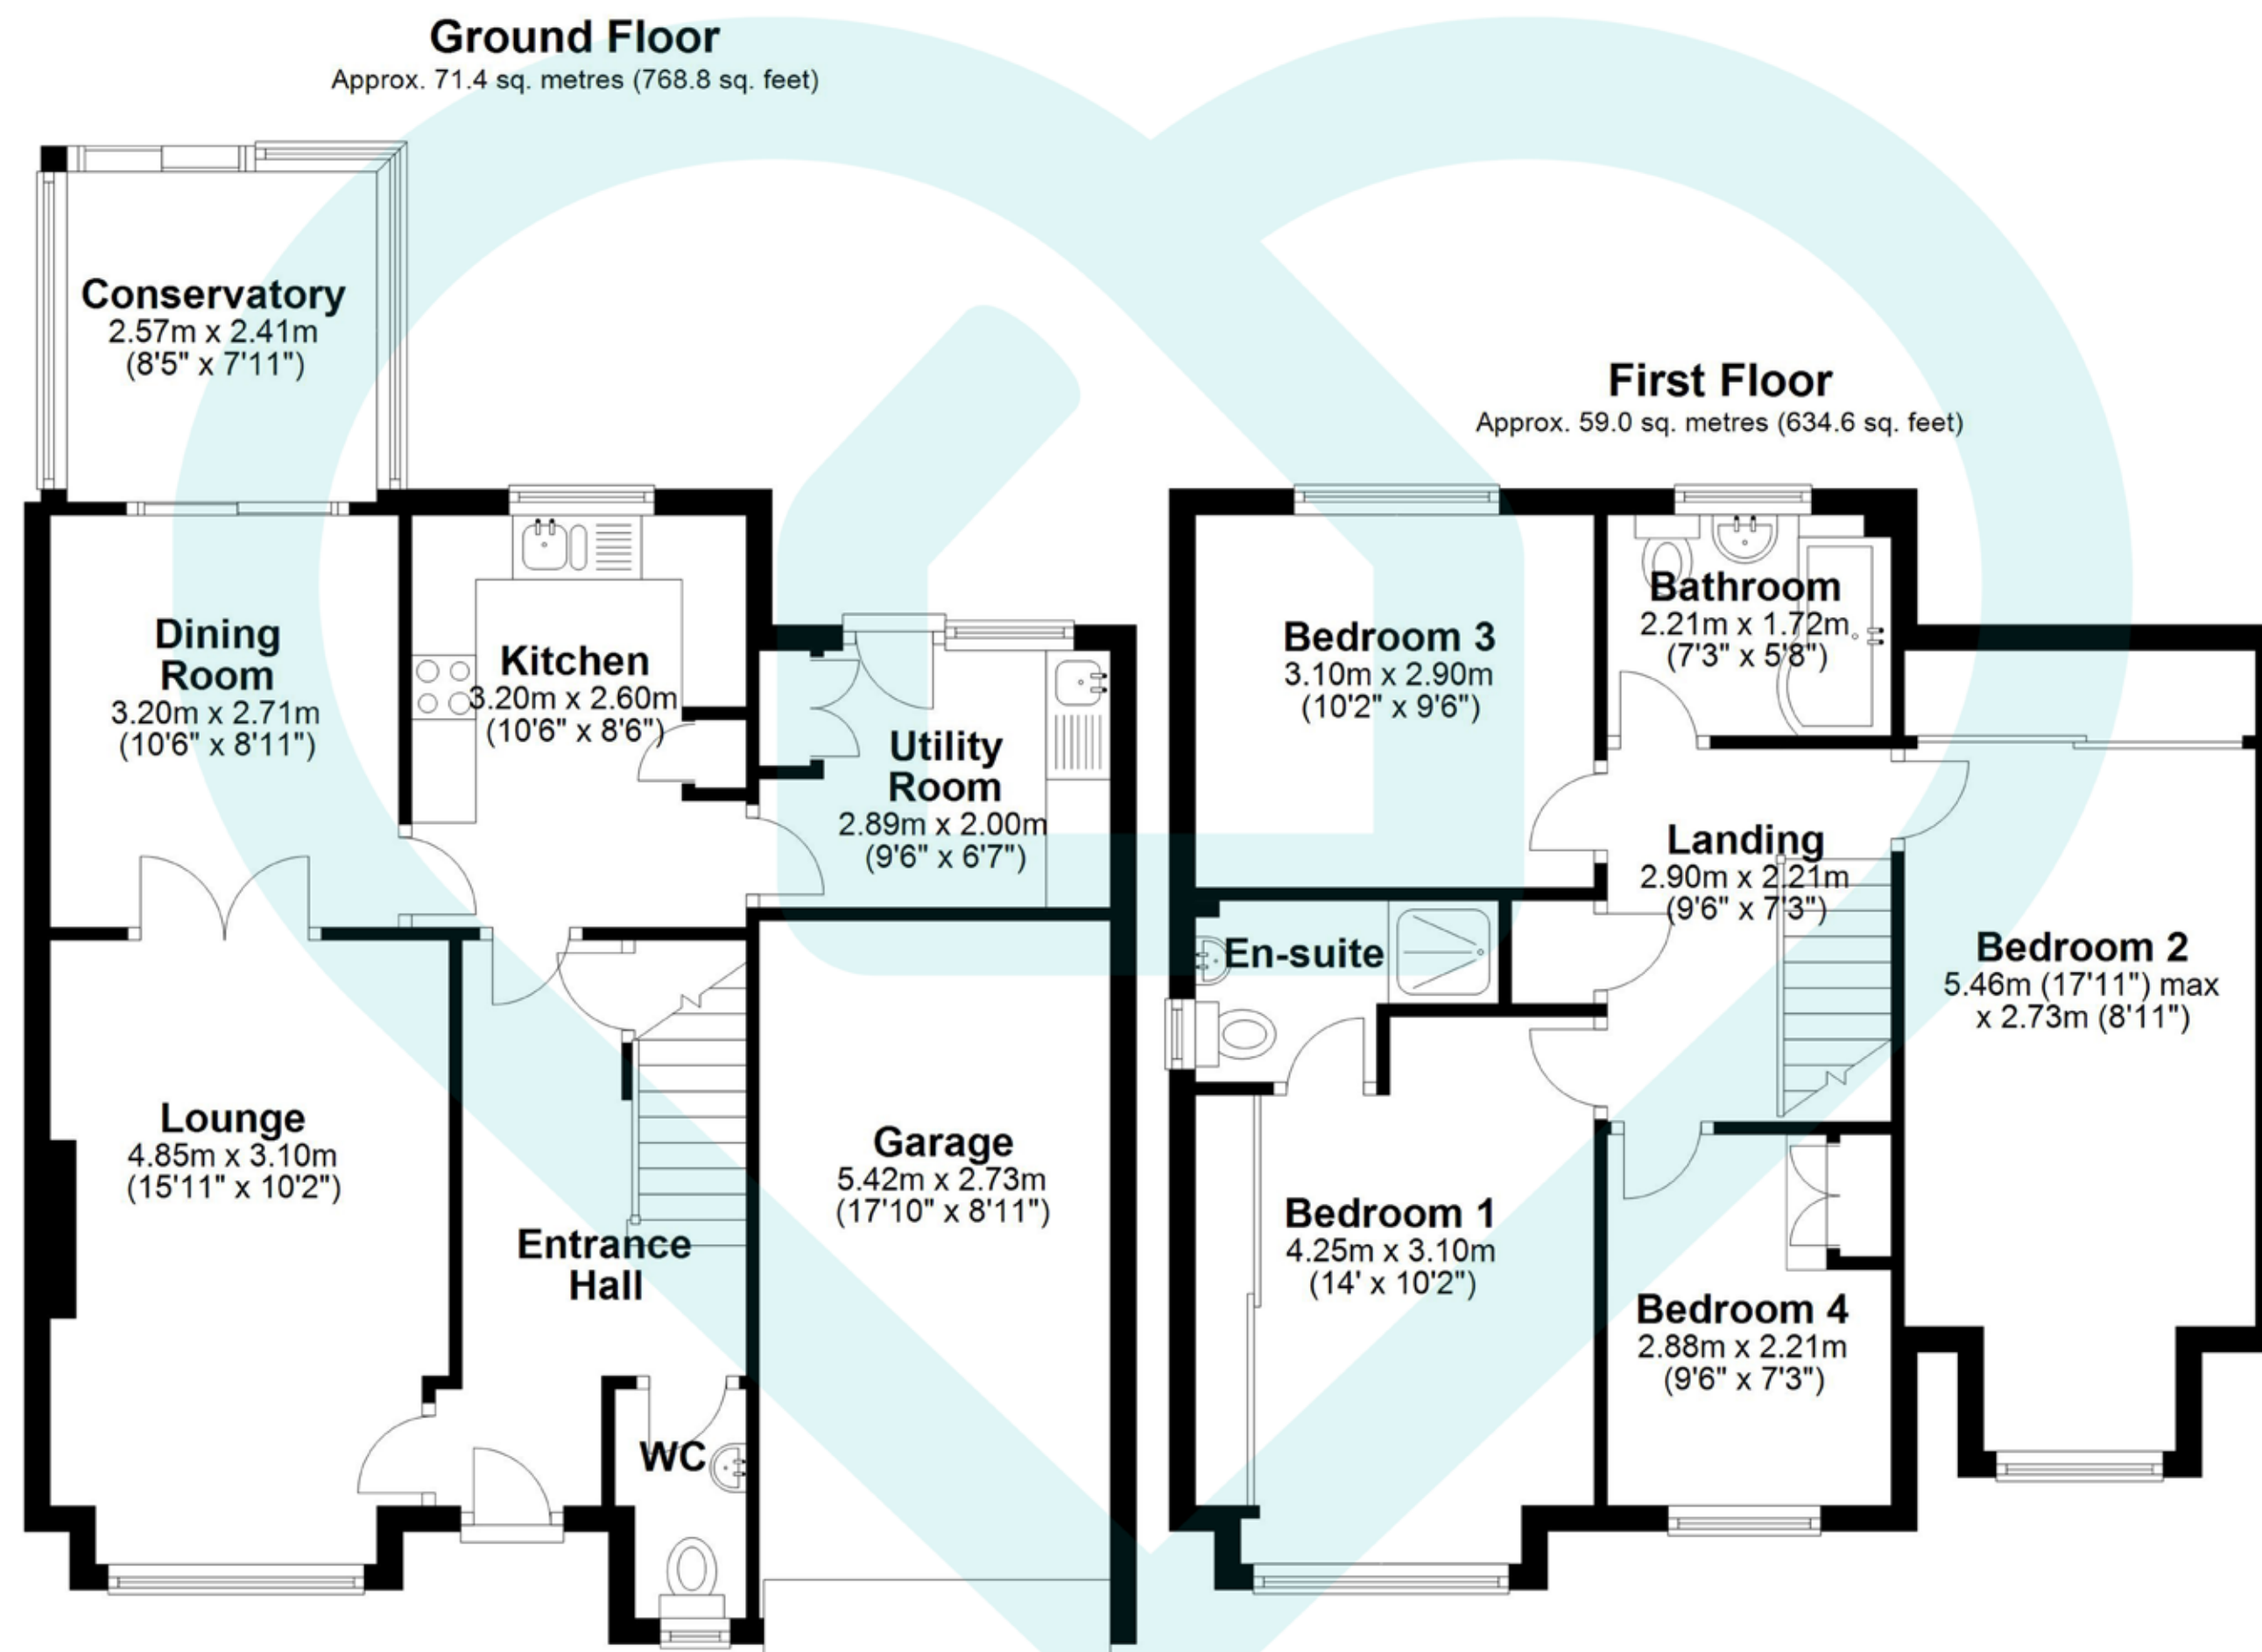 Ground Floor
Approx. 71.4 sq. metres (768.8 sq. feet)
Conservatory
2.57m x 2.41m
(8'5" x 7'11")
Dining
Room
3.20m x 2.71m
(10'6" x 8'11")
Kitchen
3.20m x 2.60m
(10'6" x 8'6")
Utility
Room
2.89m x 2.00m
(9'6" x 6'7")
Lounge
4.85m x 3.10m
(15'11" x 10'2")
Garage
5.42m x 2.73m
(17'10" x 8'11")
Entrance
Hall
WC
First Floor
Approx. 59.0 sq. metres (634.6 sq. feet)
Bedroom 3
3.10m x 2.90m
(10'2" x 9'6")
Bathroom
2.21m x 1.72m
(7'3" x 5'8")
Landing
2.90m x 2.21m
(9'6" x 7'3")
En-suite
Bedroom 2
5.46m (17'11") max
x 2.73m (8'11")
Bedroom 1
4.25m x 3.10m
(14' x 10'2")
Bedroom 4
2.88m x 2.21m
(9'6" x 7'3")